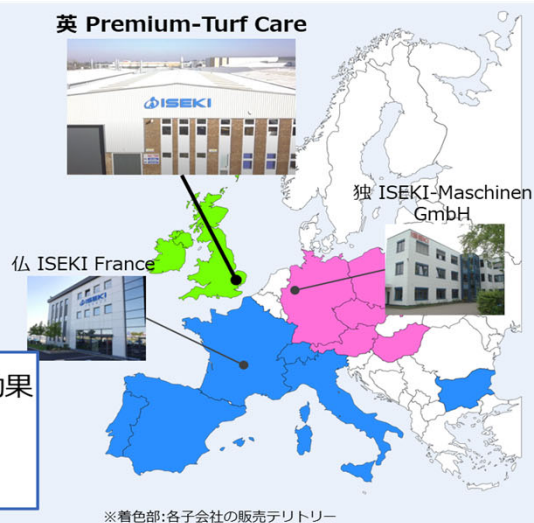 英 Premium-Turf Care
ISEKI
独 ISEKI-Maschinen
GmbH
仏 ISEKI France
ISEKI
果
※着色部:各子会社の販売テリトリー